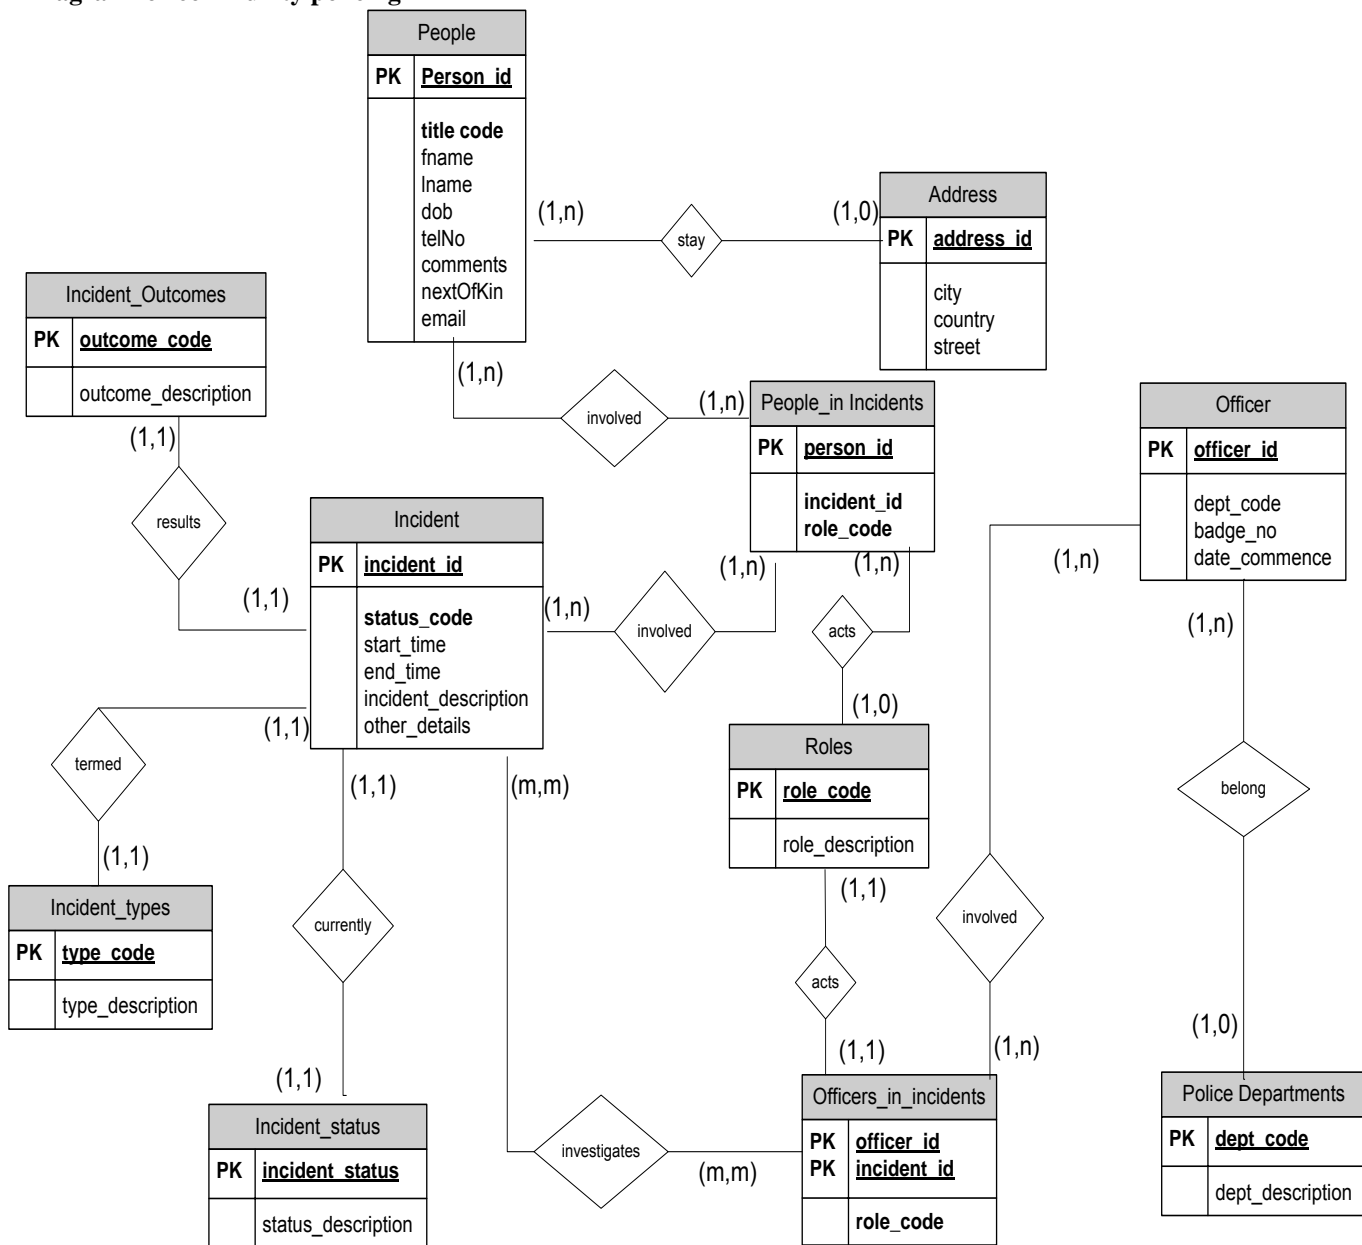 People
PK Person_id
title code
fname
lname
dob
telNo
comments
nextOfKin
email
(1,n)
stay
(1,0)
Address
PK address_id
city
country
street
Incident_Outcomes
PK outcome_code
outcome_description
(1,1)
results
(1,1)
(1,n)
involved
(1,n)
People_in Incidents
PK person_id
incident_id
role_code
Officer
PK officer_id
dept_code
badge_no
date_commence
Incident
PK incident_id
status_code
start_time
end_time
incident_description
other_details
(1,n)
involved
(1,n)
(1,n)
acts
(1,0)
(1,n)
(1,n)
(1,1)
termed
(1,1)
Incident_types
PK type_code
type_description
(1,1)
currently
(1,1)
Incident_status
PK incident_status
status_description
(m,m)
investigates
(m,m)
Roles
PK role_code
role_description
(1,1)
acts
(1,1)
involved
(1,n)
Officers_in_incidents
PK officer_id
PK incident_id
role_code
belong
(1,0)
Police Departments
PK dept_code
dept_description